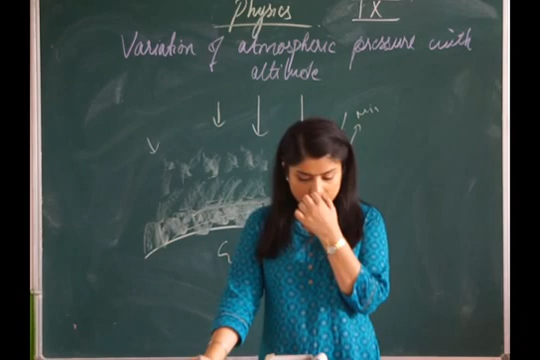 Physics
IX
Variation of atmospheric pressure with
altitude